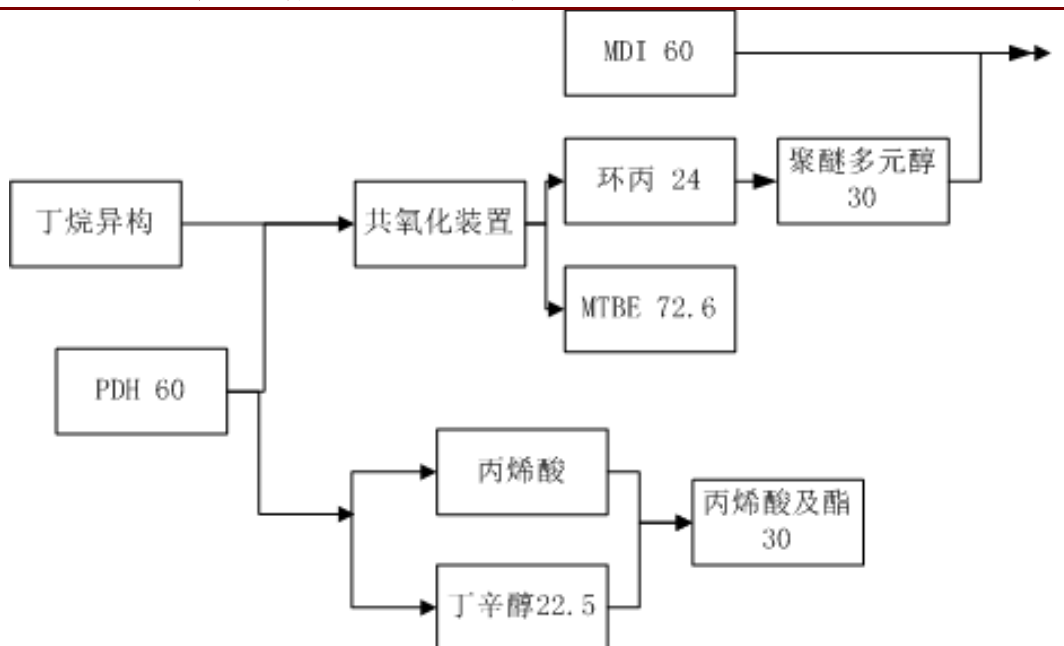 MDI 60
环丙 24
聚醚多元醇
30
丁烷异构
共氧化装置
MTBE 72.6
PDH 60
丙烯酸
丙烯酸及酯
30
丁辛醇22.5